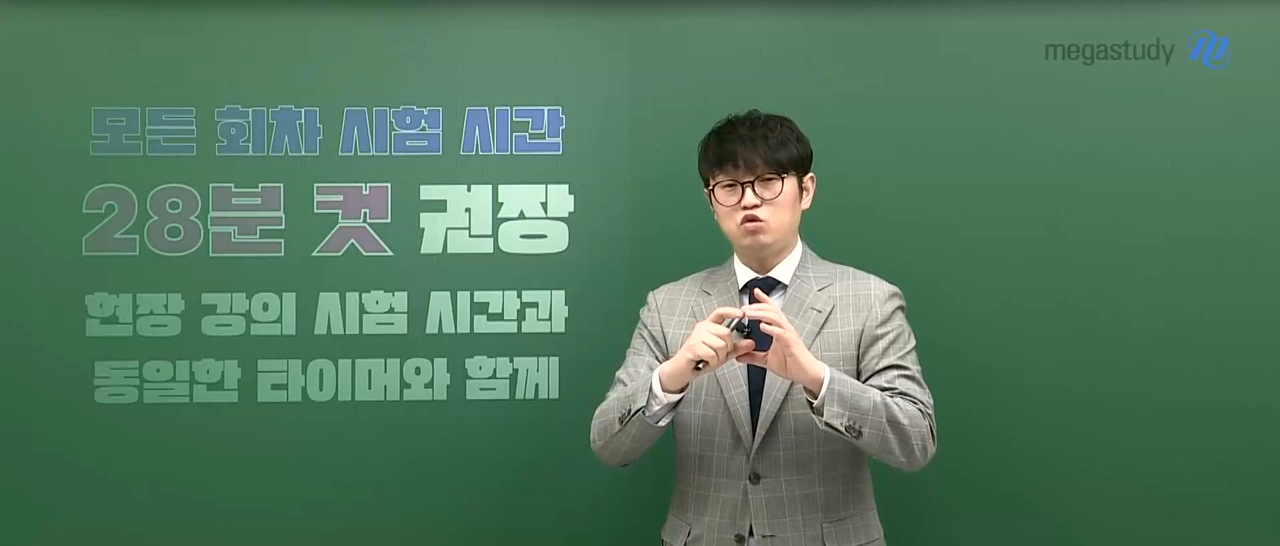 megastudy
모든 회차 시험 시간
28분 컷 권장
현장 강의 시험 시간과
동일한 타이머와 함께